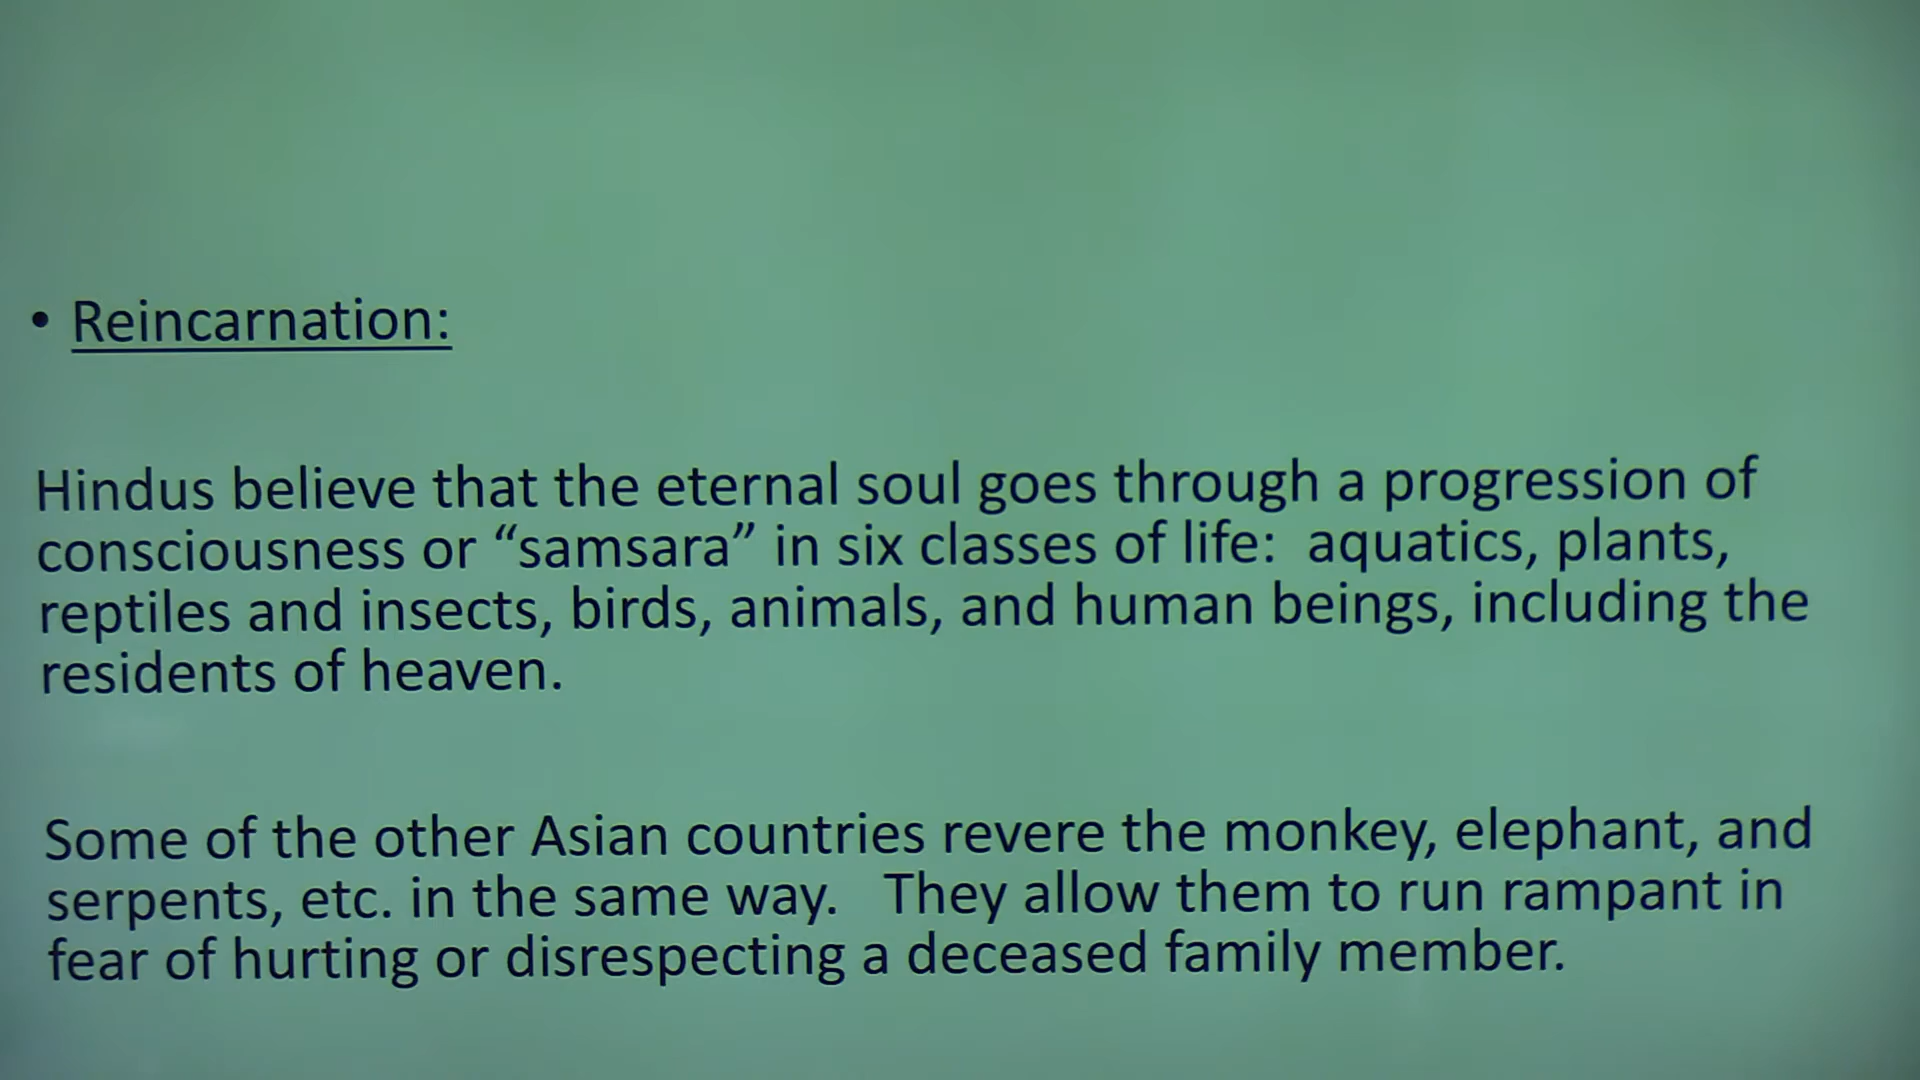 • Reincarnation:
Hindus believe that the eternal soul goes through a progression of
consciousness or “samsara” in six classes of life:  aquatics, plants,
reptiles and insects, birds, animals, and human beings, including the
residents of heaven.
Some of the other Asian countries revere the monkey, elephant, and
serpents, etc. in the same way.   They allow them to run rampant in
fear of hurting or disrespecting a deceased family member.